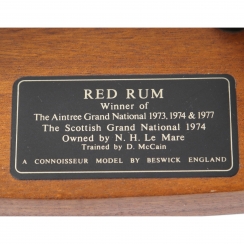 RED RUM
Winner of
The Aintree Grand National 1973, 1974 & 1977
The Scottish Grand National 1974
Owned by N. H. Le Mare
Trained by D. McCain
A CONNOISSEUR MODEL BY BESWICK ENGLAND